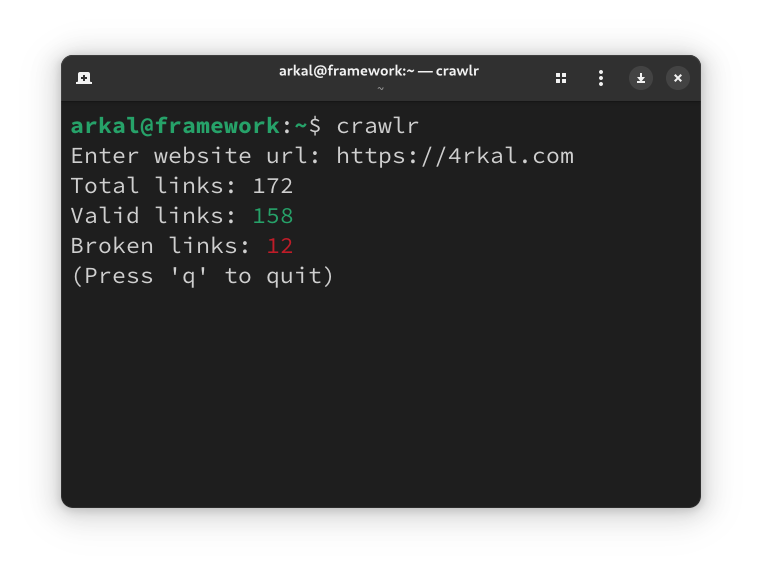 arkal@framework:~ — crawlr
~
arkal@framework:~$ crawlr
Enter website url: https://4rkal.com
Total links: 172
Valid links: 158
Broken links: 12
(Press 'q' to quit)